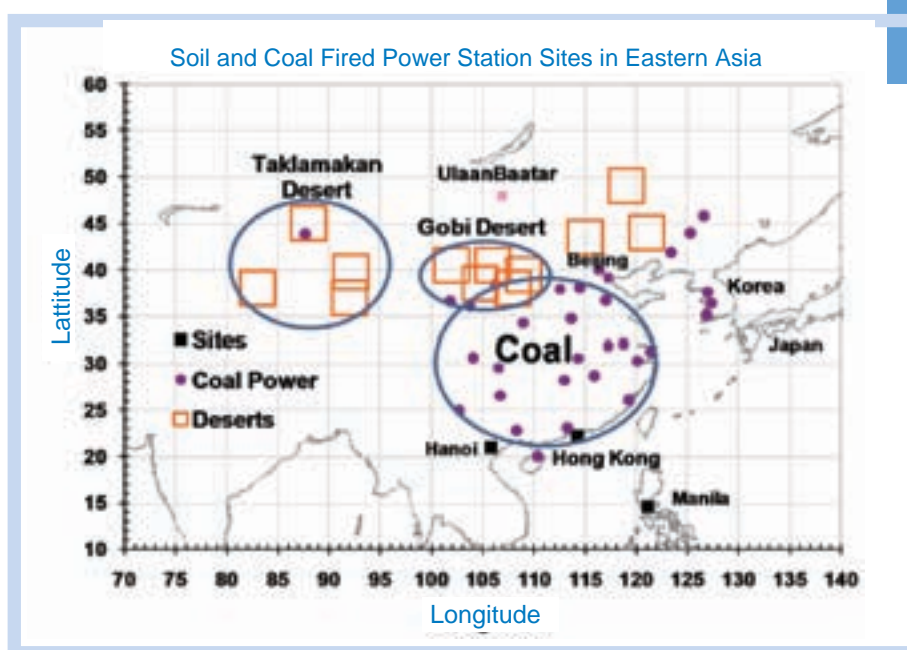 Soil and Coal Fired Power Station Sites in Eastern Asia
60
55
50
45
40
35
30
25
20
15
10
Lattitude
Taklamakan
Desert
UlaanBaatar
Gobi Desert
Beijing
Korea
Japan
Sites
Coal Power
Deserts
Coal
Hanoi
Hong Kong
Manila
70 75 80 85 90 95 100 105 110 115 120 125 130 135 140
Longitude